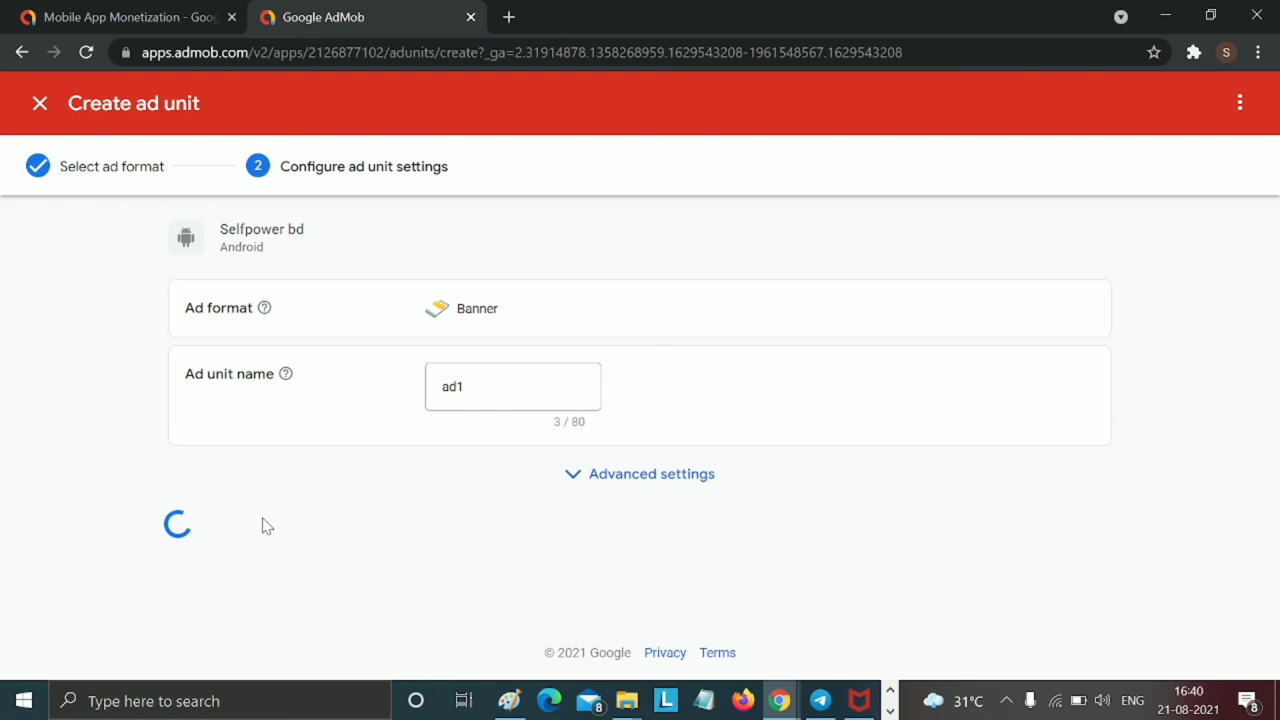 Mobile App Monetization - Goog
Google AdMob
apps.admob.com/v2/apps/2126877102/adunits/create?_ga=2.31914878.1358268959.1629543208-1961548567.1629543208
S
Create ad unit
Select ad format
2 Configure ad unit settings
Selfpower bd
Android
Ad format
Banner
Ad unit name
ad1
3 / 80
Advanced settings
© 2021 Google Privacy Terms
Type here to search
8
L
31°C
ENG
16:40
21-08-2021
8